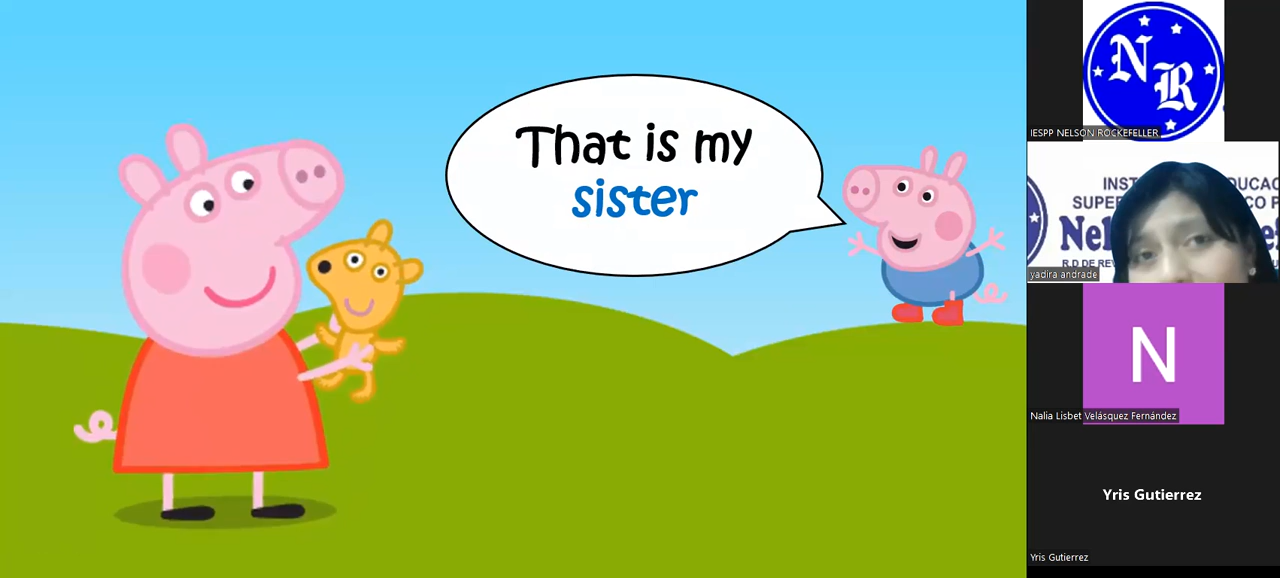 That is my
sister
N R
IESPP NELSON ROCKEFELLER
yadira andrade
N
Nalia Lisbet Velásquez Fernández
Yris Gutierrez
Yris Gutierrez